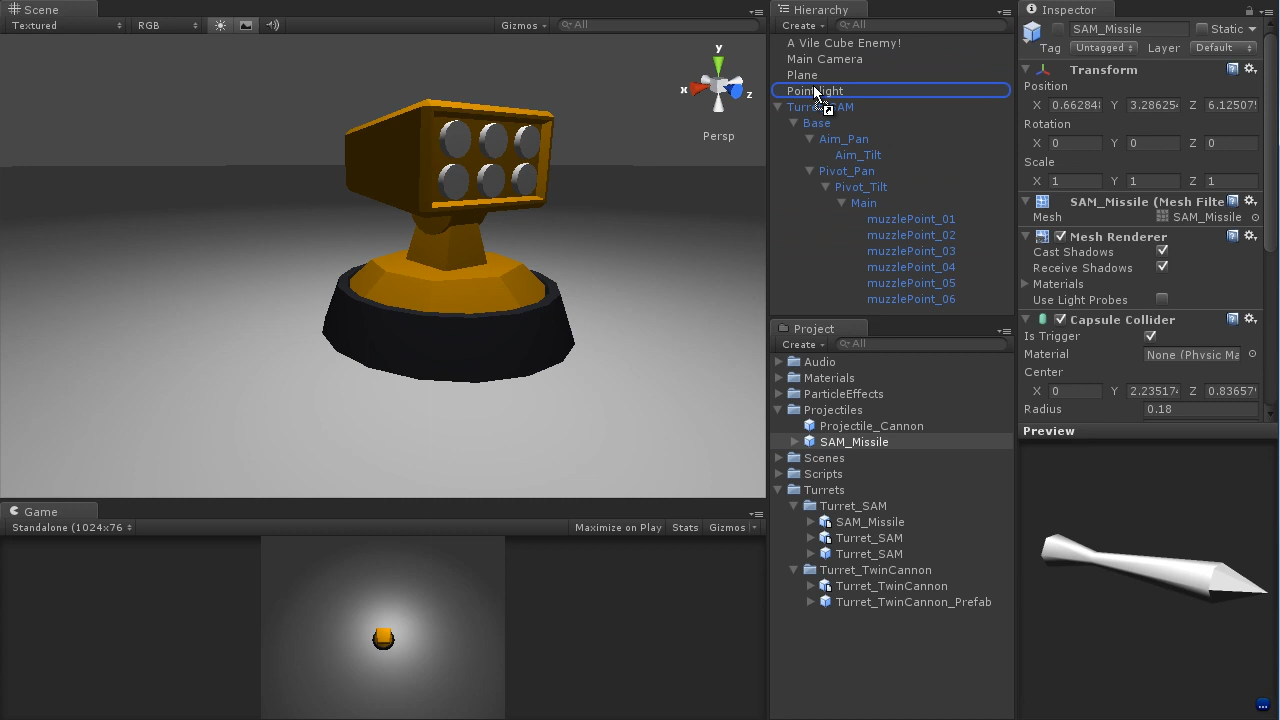 Scene
Textured
RGB
Gizmos
All
y
x
z
Persp
Game
Standalone (1024x76
Maximize on Play
Stats
Gizmos
Hierarchy
Create
All
A Vile Cube Enemy!
Main Camera
Plane
Base
Aim_Pan
Aim_Tilt
Pivot_Pan
Pivot_Tilt
Main
muzzlePoint_01
muzzlePoint_02
muzzlePoint_03
muzzlePoint_04
muzzlePoint_05
muzzlePoint_06
Project
Create
All
Audio
Materials
ParticleEffects
Projectiles
Projectile_Cannon
SAM_Missile
Scenes
Scripts
Turrets
Turret_SAM
SAM_Missile
Turret_SAM
Turret_SAM
Turret_TwinCannon
Turret_TwinCannon
Turret_TwinCannon_Prefab
Inspector
SAM_Missile
Static
Tag Untagged Layer Default
Transform
Position
X 0.66284 Y 3.28625 Z 6.12507
Rotation
X 0 Y 0 Z 0
Scale
X 1 Y 1 Z 1
SAM_Missile (Mesh Filte
Mesh SAM_Missile
Mesh Renderer
Cast Shadows
Receive Shadows
Materials
Use Light Probes
Capsule Collider
Is Trigger
Material None (Physic Ma
Center
X 0 Y 2.23517 Z 0.83657
Radius 0.18
Preview